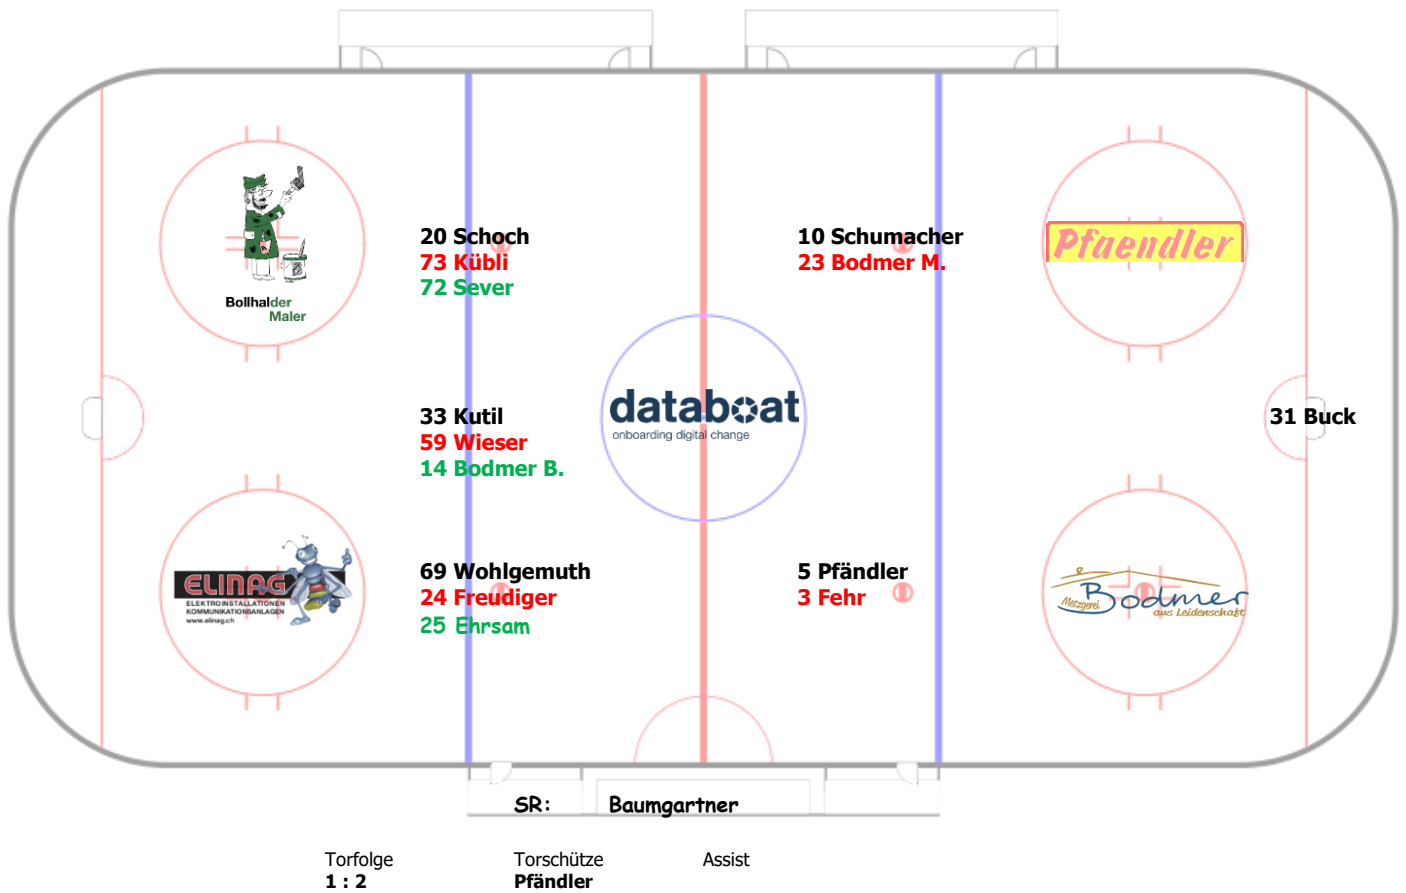 20 Schoch
73 Kübli
72 Sever
10 Schumacher
23 Bodmer M.
Pfaendler
Bollhalder
Maler
33 Kutil
59 Wieser
14 Bodmer B.
databoat
onboarding digital change
31 Buck
69 Wohlgemuth
24 Freudiger
25 Ehrsam
5 Pfändler
3 Fehr
ELINAG
ELEKTROINSTALLATIONEN
KOMMUNIKATIONSANLAGEN
www.elinag.ch
Metzgerei Bodmer
aus Leidenschaft
SR: Baumgartner
Torfolge Torschütze Assist
1 : 2 Pfändler